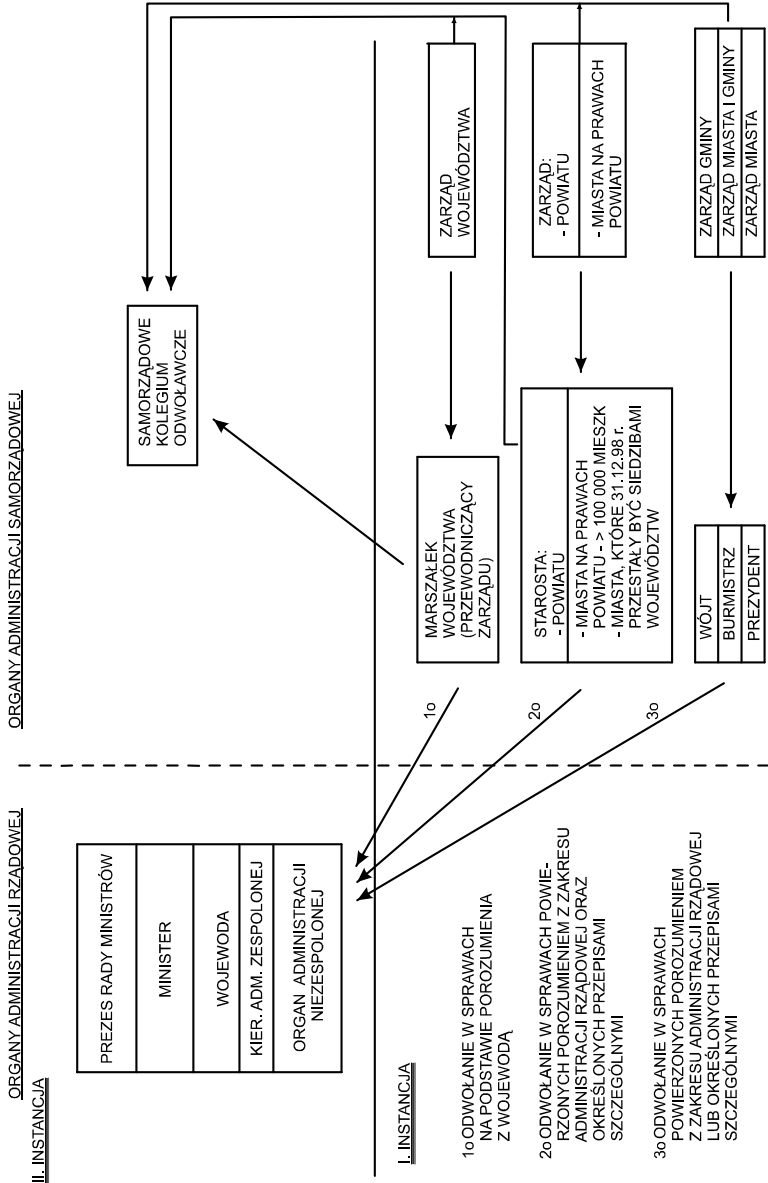 ORGANY ADMINISTRACJI RZĄDOWEJ
ORGANY ADMINISTRACJI SAMORZĄDOWEJ
II. INSTANCJA
PREZES RADY MINISTRÓW
MINISTER
WOJEWODA
KIER. ADM. ZESPOLONEJ
ORGAN ADMINISTRACJI
NIEZESPOLONEJ
SAMORZĄDOWE
KOLEGIUM
ODWOŁAWCZE
I. INSTANCJA
1o ODWOŁANIE W SPRAWACH
NA PODSTAWIE POROZUMIENIA
Z WOJEWODĄ
2o ODWOŁANIE W SPRAWACH POWIE-
RZONYCH POROZUMIENIEM Z ZAKRESU
ADMINISTRACJI RZĄDOWEJ ORAZ
OKREŚLONYCH PRZEPISAMI
SZCZEGÓLNYMI
3o ODWOŁANIE W SPRAWACH
POWIERZONYCH POROZUMIENIEM
Z ZAKRESU ADMINISTRACJI RZĄDOWEJ
LUB OKREŚLONYCH PRZEPISAMI
SZCZEGÓLNYMI
1o
2o
3o
MARSZAŁEK
WOJEWÓDZTWA
(PRZEWODNICZĄCY
ZARZĄDU)
ZARZĄD
WOJEWÓDZTWA
STAROSTA:
- POWIATU
- MIASTA NA PRAWACH
POWIATU - > 100 000 MIESZK
- MIASTA, KTÓRE 31.12.98 r.
PRZESTAŁY BYĆ SIEDZIBAMI
WOJEWÓDZTW
ZARZĄD:
- POWIATU
- MIASTA NA PRAWACH
POWIATU
WÓJT
BURMISTRZ
PREZYDENT
ZARZĄD GMINY
ZARZĄD MIASTA I GMINY
ZARZĄD MIASTA